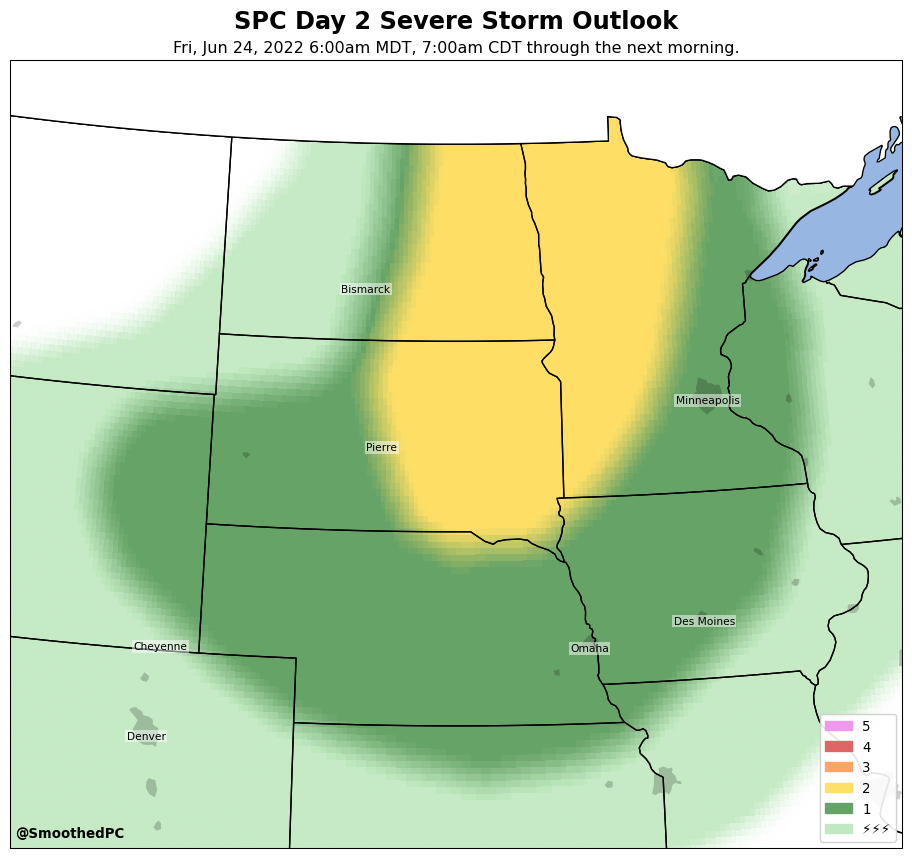 SPC Day 2 Severe Storm Outlook
Fri, Jun 24, 2022 6:00am MDT, 7:00am CDT through the next morning.
Bismarck
Minneapolis
Pierre
Des Moines
Cheyenne
Omaha
Denver
5
4
3
2
1
⚡⚡⚡
@SmoothedPC